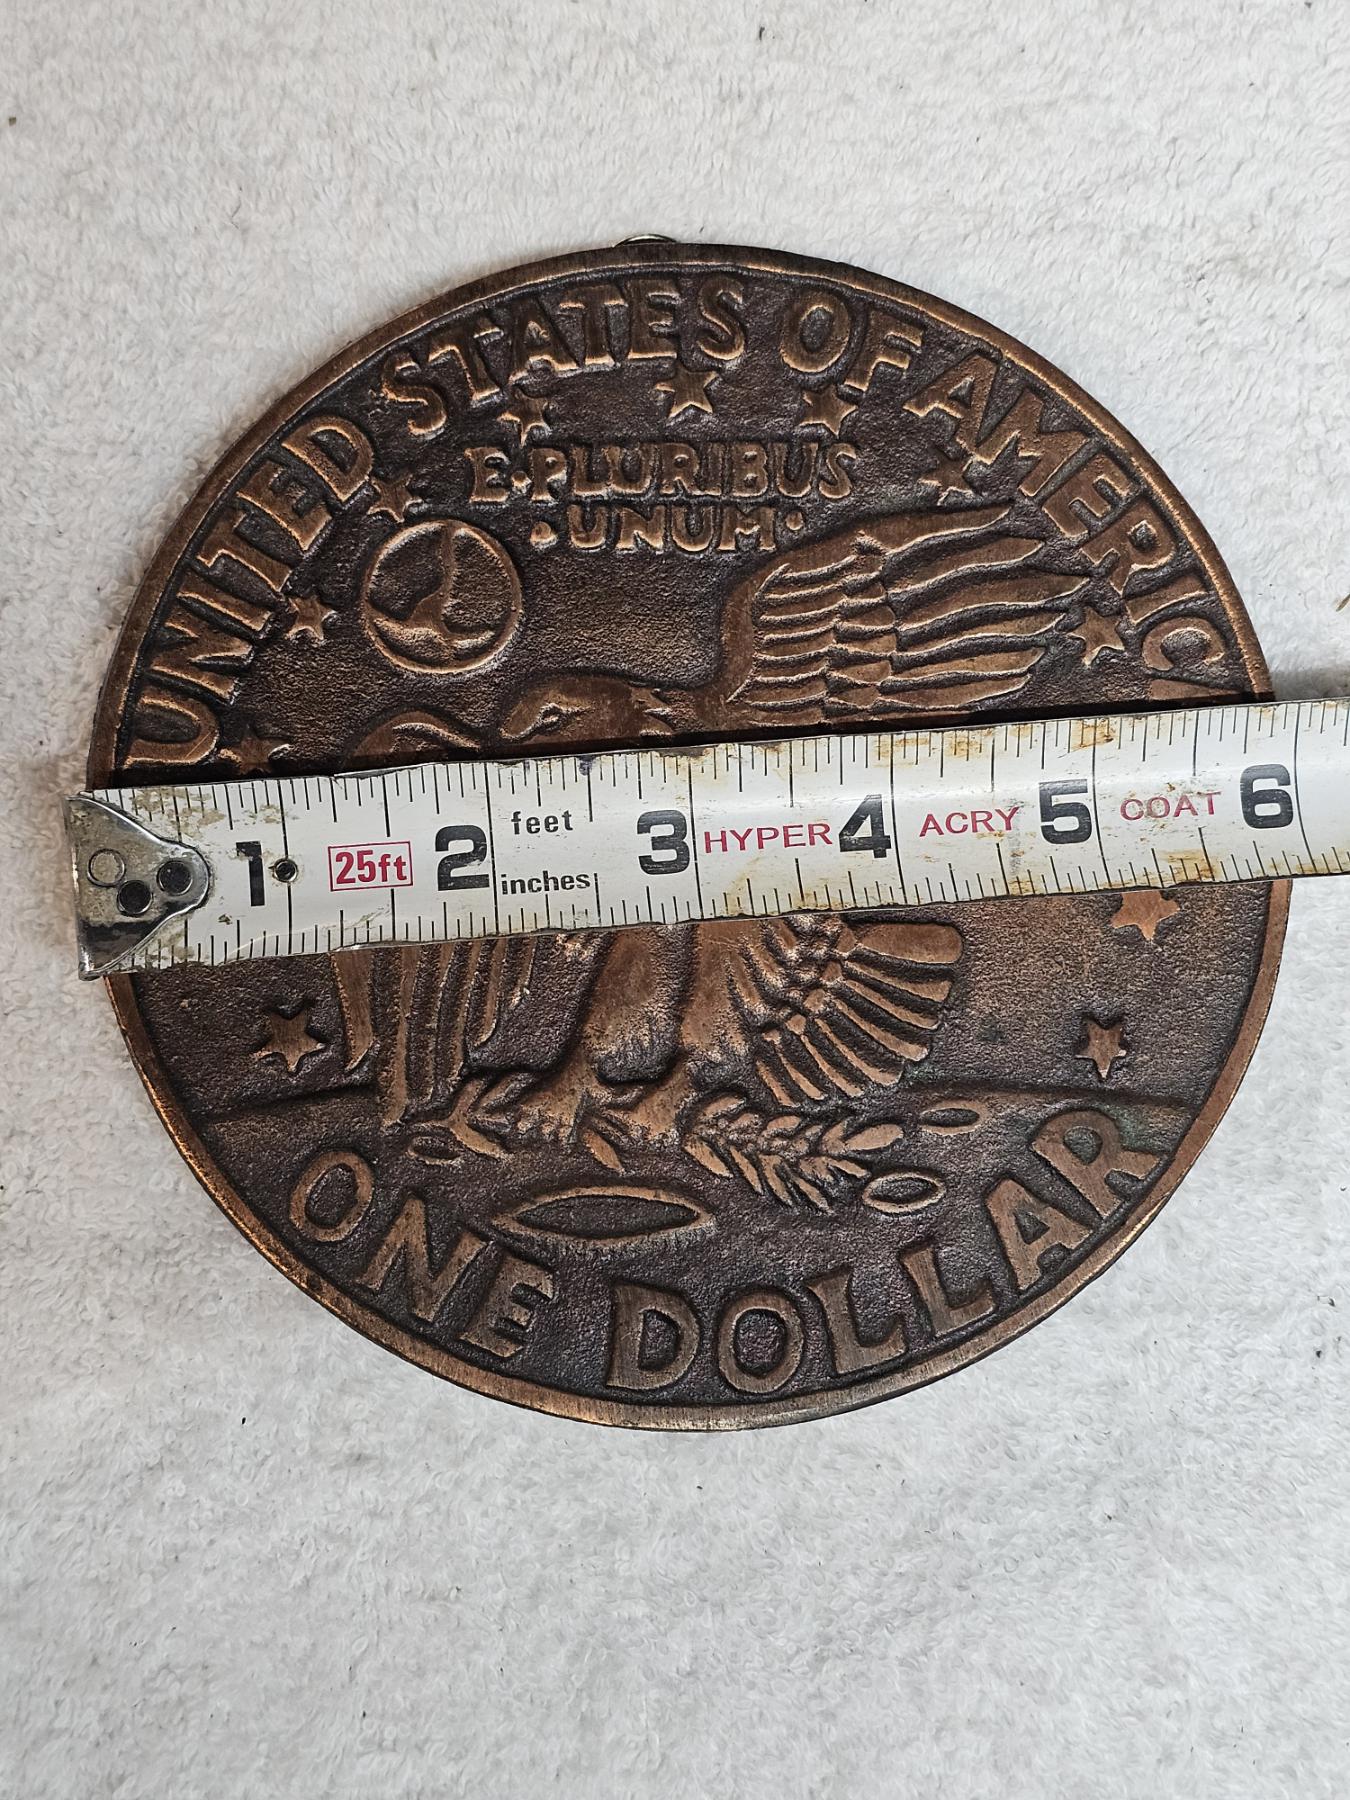 UNITED STATES OF AMERICA
E·PLURIBUS
·UNUM·
1 25ft 2 feet inches 3 HYPER 4 ACRY 5 COAT 6
ONE DOLLAR